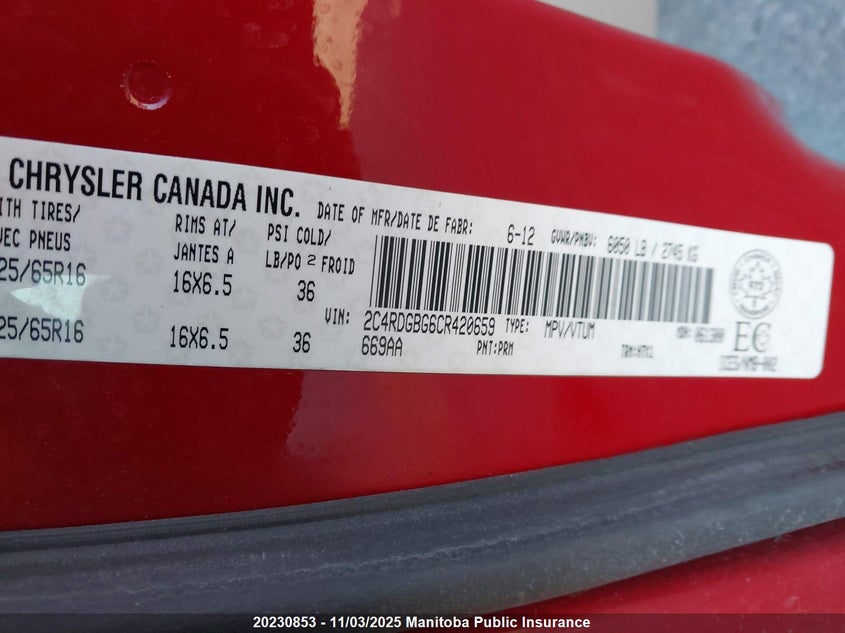 CHRYSLER CANADA INC. DATE OF MFR/DATE DE FABR: 6-12 GVWR/PNBV: 6050 LB / 2745 KG
ITH TIRES/ RIMS AT/ PSI COLD/
VEC PNEUS JANTES A LB/PO 2 FROID
25/65R16 16X6.5 36
VIN: 2C4RDGBG6CR420659 TYPE: MPV/VTUM
25/65R16 16X6.5 36 669AA PNT:PRM
EC
20230853 - 11/03/2025 Manitoba Public Insurance